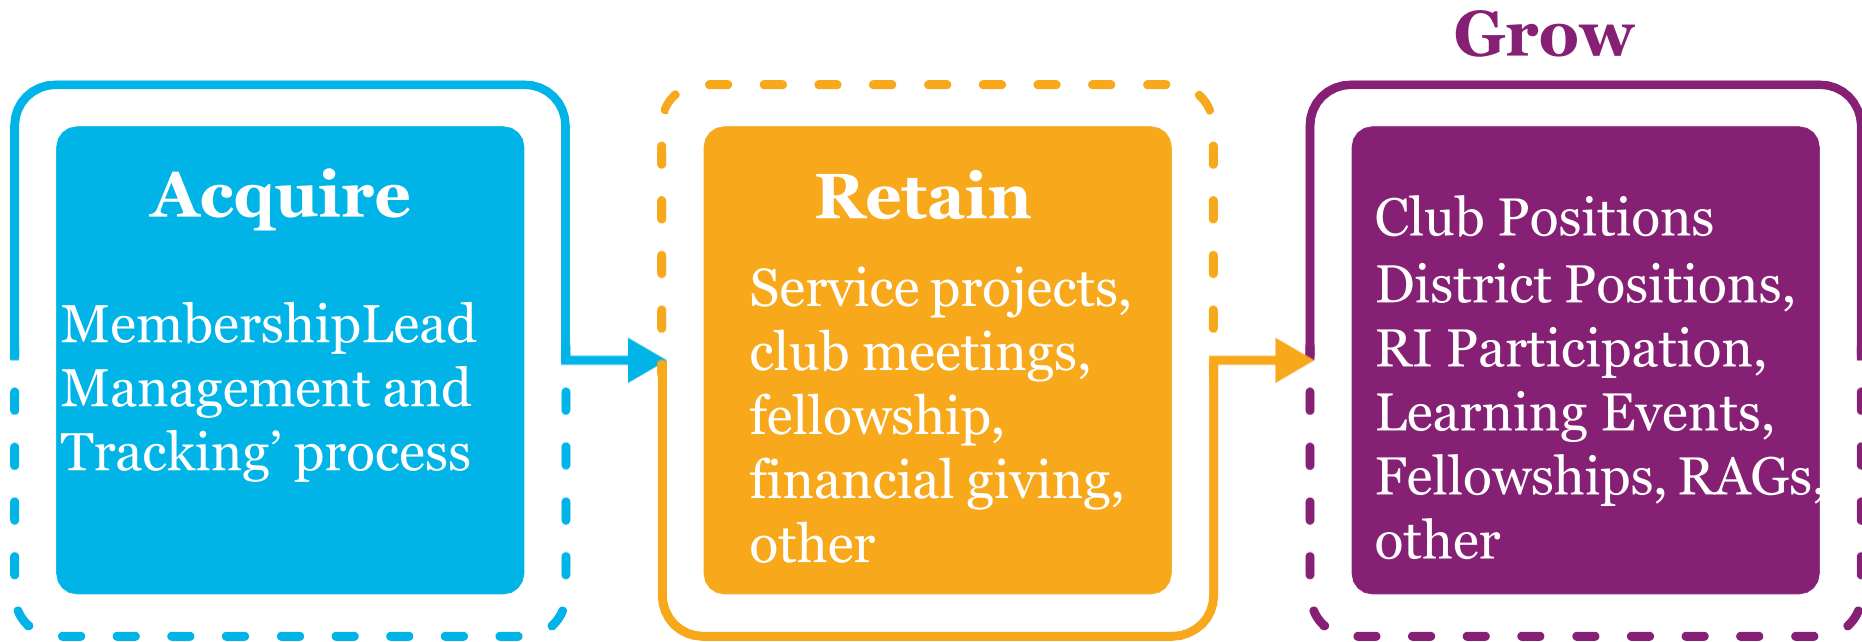 Acquire
MembershipLead
Management and
Tracking’ process
Retain
Service projects,
club meetings,
fellowship,
financial giving,
other
Grow
Club Positions
District Positions,
RI Participation,
Learning Events,
Fellowships, RAGs,
other